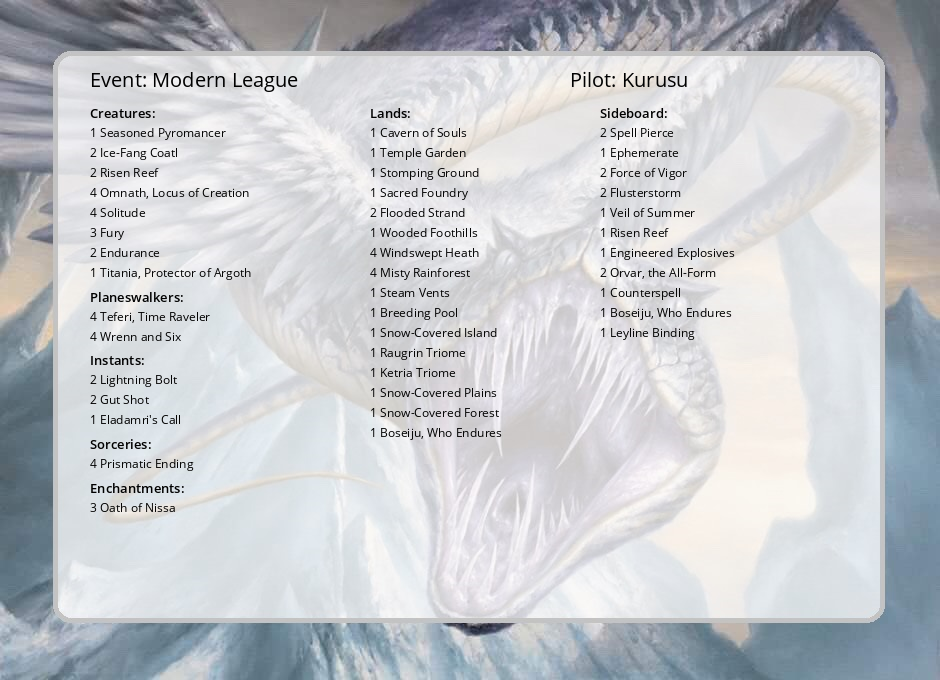 Event: Modern League
Pilot: Kurusu
Creatures:
1 Seasoned Pyromancer
2 Ice-Fang Coatl
2 Risen Reef
4 Omnath, Locus of Creation
4 Solitude
3 Fury
2 Endurance
1 Titania, Protector of Argoth
Planeswalkers:
4 Teferi, Time Raveler
4 Wrenn and Six
Instants:
2 Lightning Bolt
2 Gut Shot
1 Eladamri's Call
Sorceries:
4 Prismatic Ending
Enchantments:
3 Oath of Nissa
Lands:
1 Cavern of Souls
1 Temple Garden
1 Stomping Ground
1 Sacred Foundry
2 Flooded Strand
1 Wooded Foothills
4 Windswept Heath
4 Misty Rainforest
1 Steam Vents
1 Breeding Pool
1 Snow-Covered Island
1 Raugrin Triome
1 Ketria Triome
1 Snow-Covered Plains
1 Snow-Covered Forest
1 Boseiju, Who Endures
Sideboard:
2 Spell Pierce
1 Ephemerate
2 Force of Vigor
2 Flusterstorm
1 Veil of Summer
1 Risen Reef
1 Engineered Explosives
2 Orvar, the All-Form
1 Counterspell
1 Boseiju, Who Endures
1 Leyline Binding